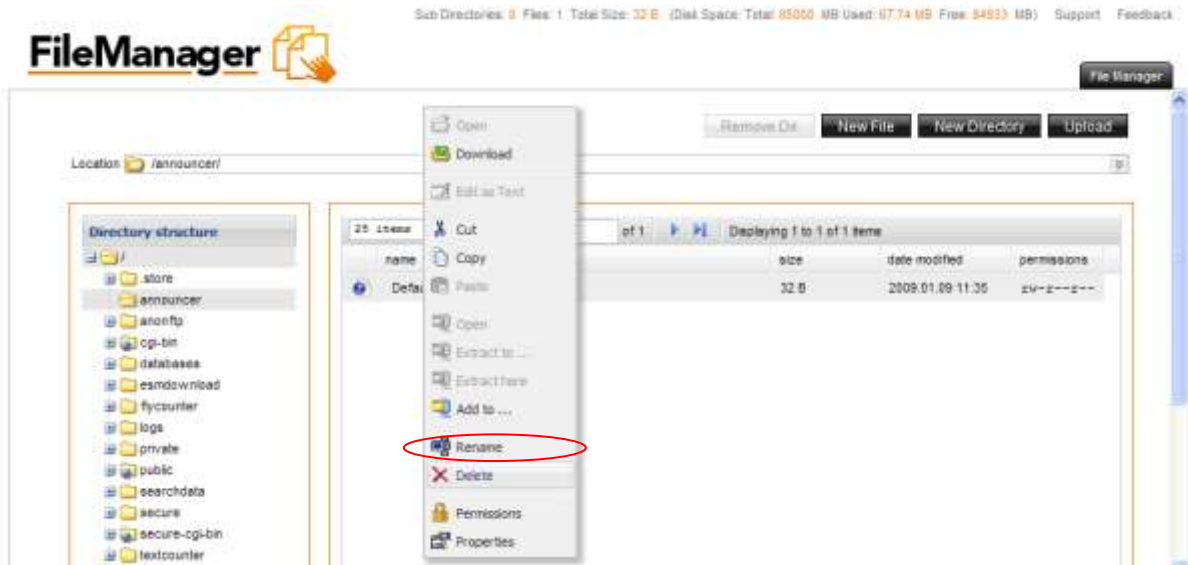 Sub Directories: 0 Files: 1 Total Size: 32 B (Disk Space: Total: 85000 MB Used: 67.74 MB Free: 84933 MB) Support Feedback
FileManager
File Manager
Remove Dir New File New Directory Upload
Location /announcer/
Open
Download
Edit as Text
Cut
Copy
Paste
Open
Extract to ...
Extract here
Add to ...
Rename
Delete
Permissions
Properties
Directory structure
/
.store
announcer
anonftp
cgi-bin
databases
esmdownload
flycounter
logs
private
public
searchdata
secure
secure-cgi-bin
textcounter
25 items of 1 Displaying 1 to 1 of 1 items
name size date modified permissions
Defau 32 B 2009.01.09 11:35 rw-r--r--